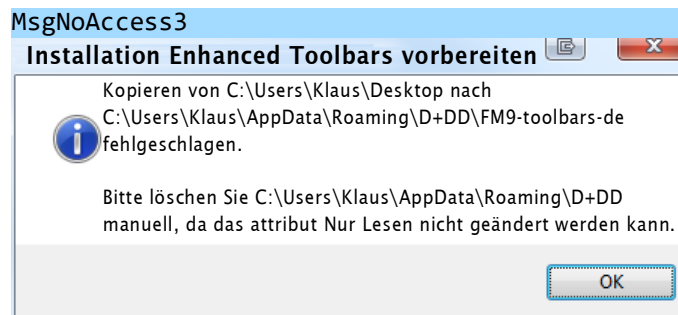 MsgNoAccess3
Installation Enhanced Toolbars vorbereiten
Kopieren von C:\Users\Klaus\Desktop nach
C:\Users\Klaus\AppData\Roaming\D+DD\FM9-toolbars-de
fehlgeschlagen.
Bitte löschen Sie C:\Users\Klaus\AppData\Roaming\D+DD
manuell, da das attribut Nur Lesen nicht geändert werden kann.
OK